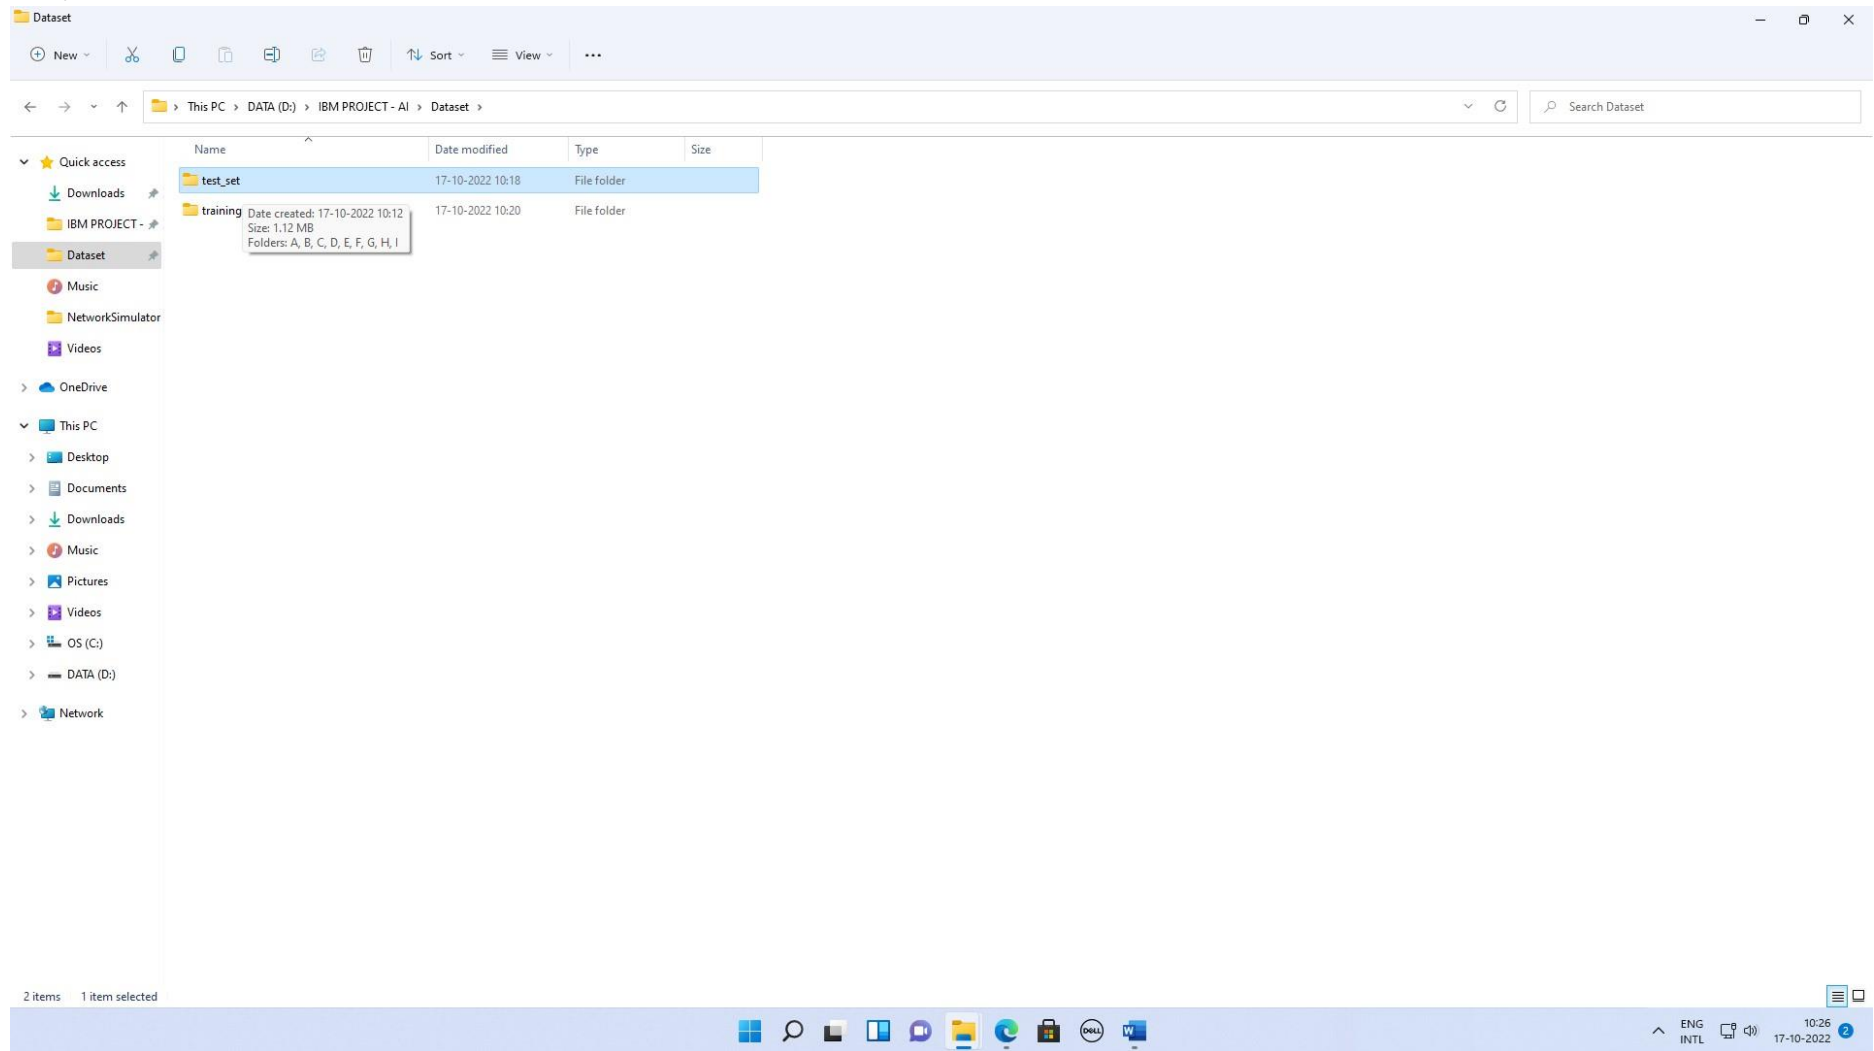 Dataset
New
Sort
View
This PC > DATA (D:) > IBM PROJECT - AI > Dataset >
Search Dataset
Name Date modified Type Size
test_set 17-10-2022 10:18 File folder
training 17-10-2022 10:20 File folder
Date created: 17-10-2022 10:12
Size: 1.12 MB
Folders: A, B, C, D, E, F, G, H, I
Quick access
Downloads
IBM PROJECT -
Dataset
Music
NetworkSimulator
Videos
OneDrive
This PC
Desktop
Documents
Downloads
Music
Pictures
Videos
OS (C:)
DATA (D:)
Network
2 items 1 item selected
DELL
W
ENG
INTL
10:26
17-10-2022
2